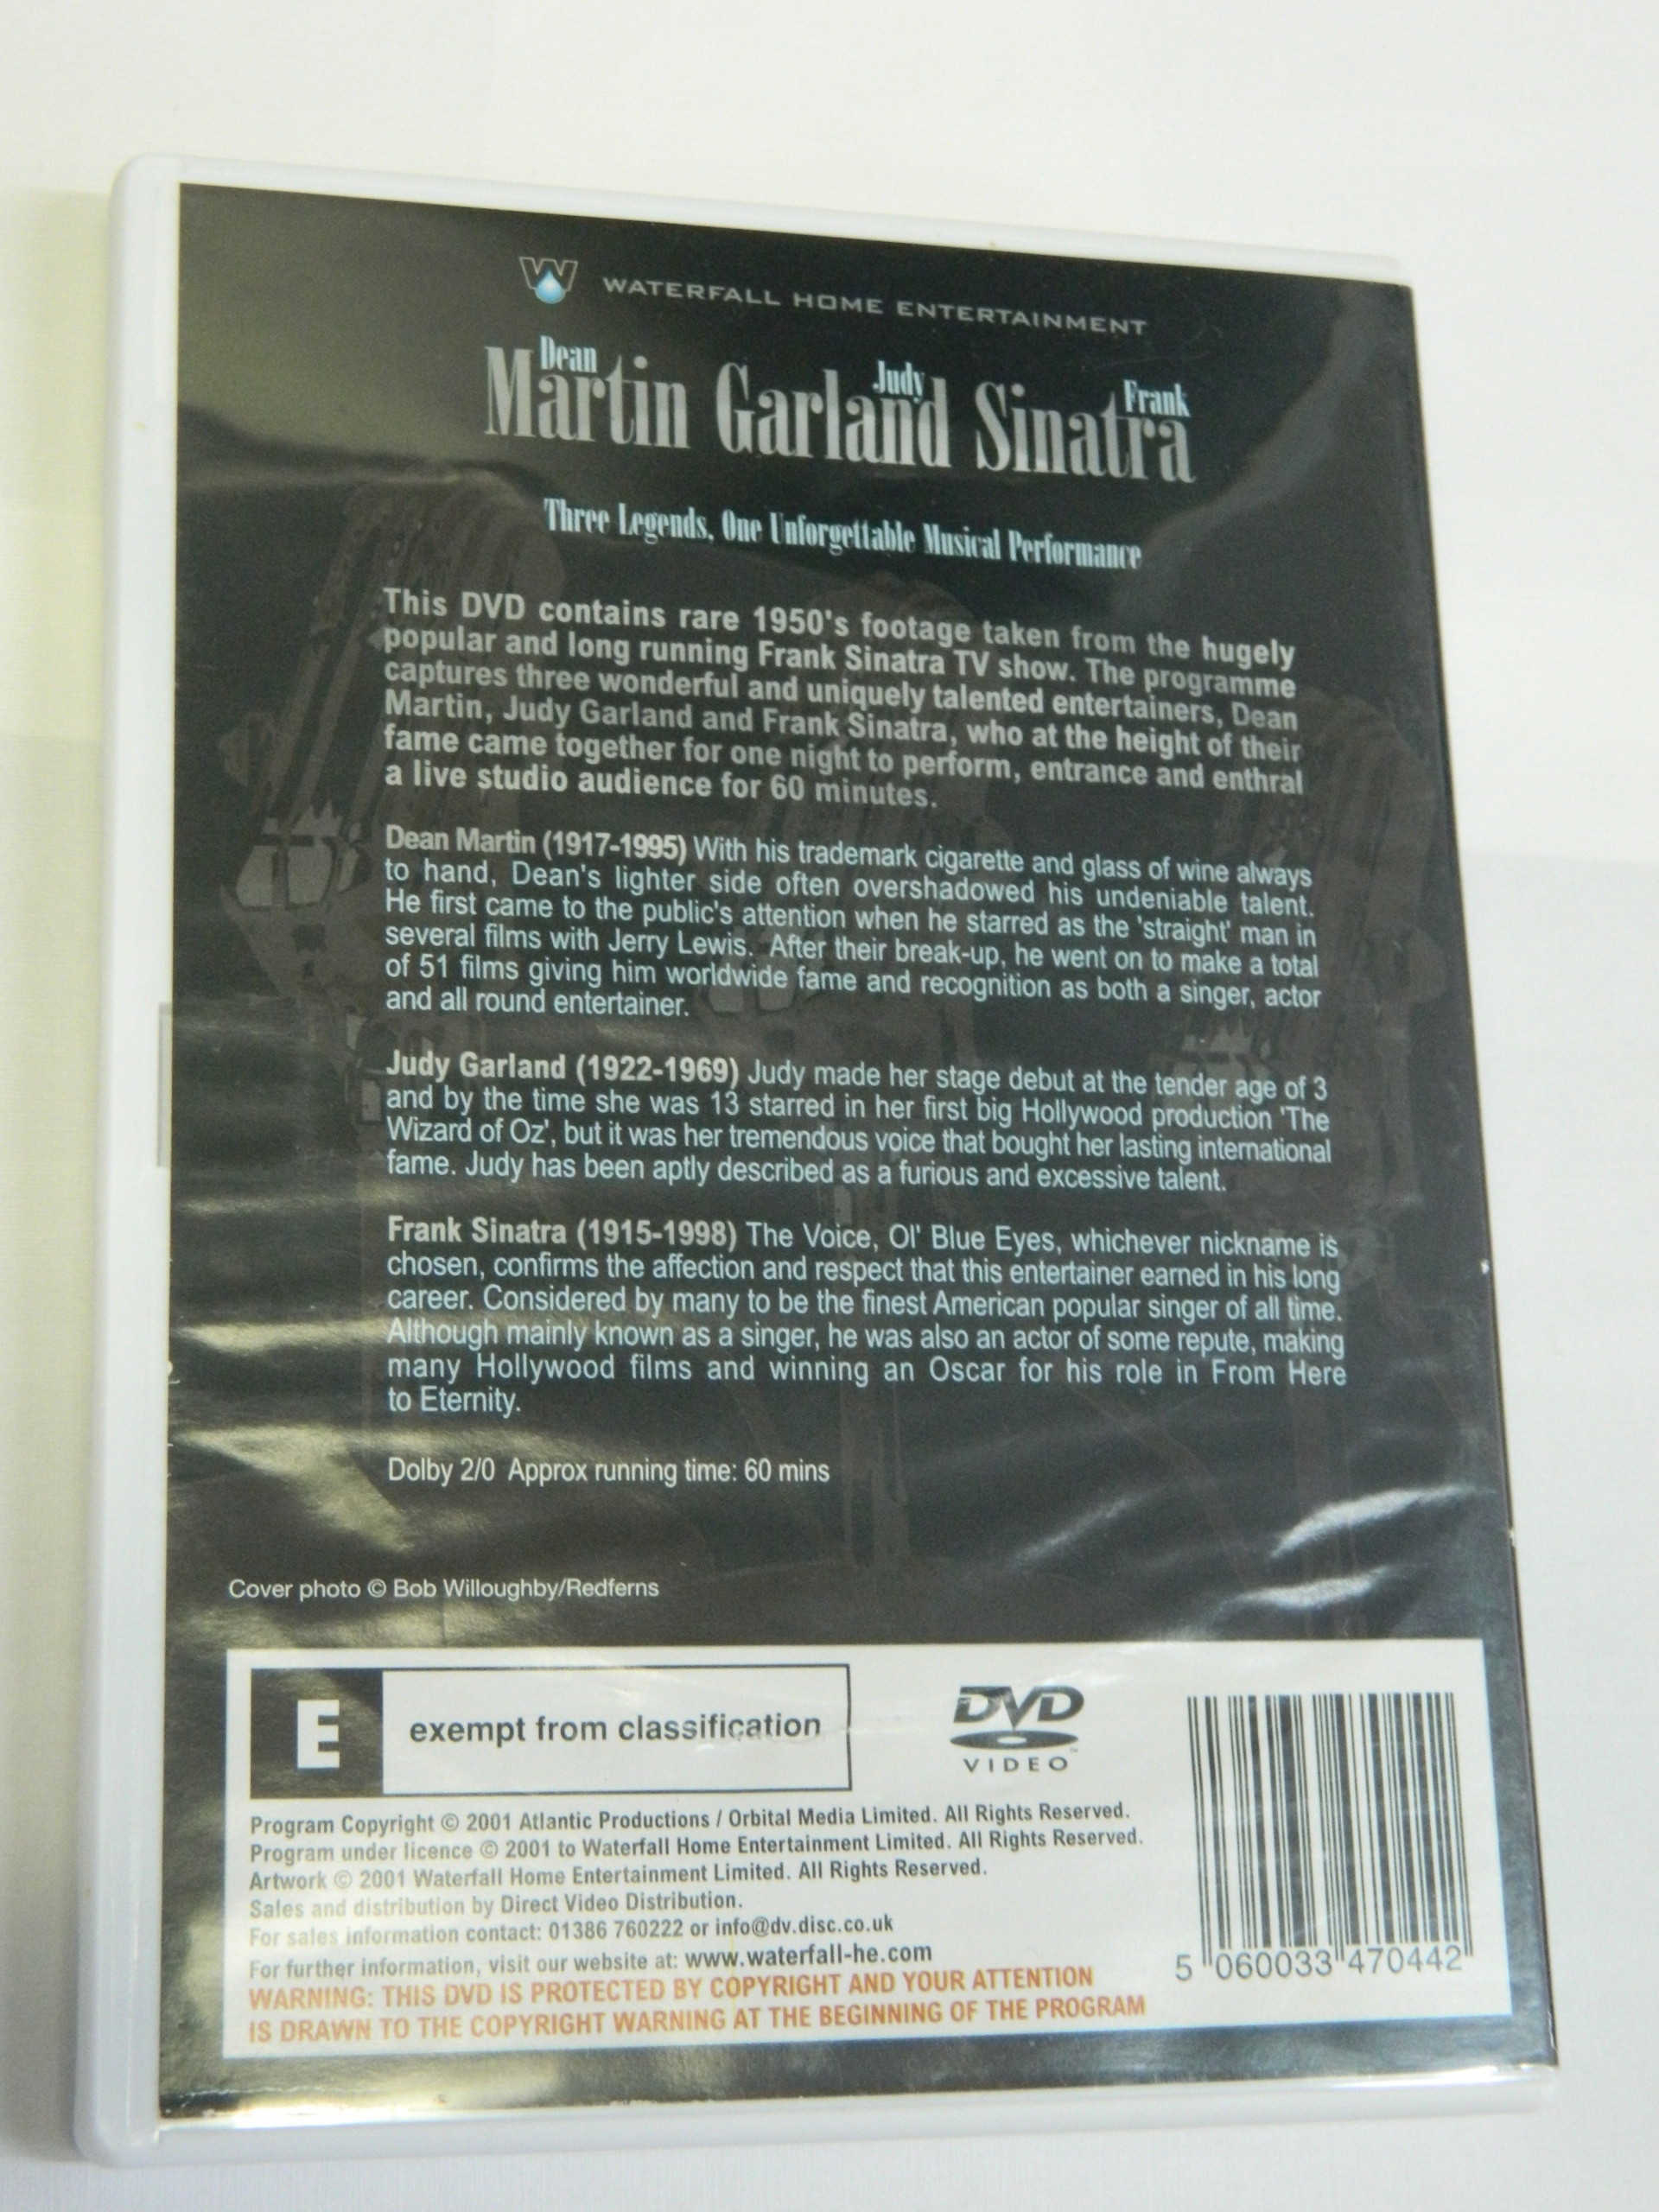 W WATERFALL HOME ENTERTAINMENT
Dean Judy Frank
Martin Garland Sinatra
Three Legends, One Unforgettable Musical Performance
This DVD contains rare 1950's footage taken from the hugely
popular and long running Frank Sinatra TV show. The programme
captures three wonderful and uniquely talented entertainers, Dean
Martin, Judy Garland and Frank Sinatra, who at the height of their
fame came together for one night to perform, entrance and enthral
a live studio audience for 60 minutes.
Dean Martin (1917-1995) With his trademark cigarette and glass of wine always
to hand, Dean's lighter side often overshadowed his undeniable talent.
He first came to the public's attention when he starred as the 'straight' man in
several films with Jerry Lewis. After their break-up, he went on to make a total
of 51 films giving him worldwide fame and recognition as both a singer, actor
and all round entertainer.
Judy Garland (1922-1969) Judy made her stage debut at the tender age of 3
and by the time she was 13 starred in her first big Hollywood production 'The
Wizard of Oz', but it was her tremendous voice that bought her lasting international
fame. Judy has been aptly described as a furious and excessive talent.
Frank Sinatra (1915-1998) The Voice, Ol' Blue Eyes, whichever nickname is
chosen, confirms the affection and respect that this entertainer earned in his long
career. Considered by many to be the finest American popular singer of all time.
Although mainly known as a singer, he was also an actor of some repute, making
many Hollywood films and winning an Oscar for his role in From Here
to Eternity.
Dolby 2/0 Approx running time: 60 mins
Cover photo © Bob Willoughby/Redferns
E exempt from classification
DVD
VIDEO™
Program Copyright © 2001 Atlantic Productions / Orbital Media Limited. All Rights Reserved.
Program under licence © 2001 to Waterfall Home Entertainment Limited. All Rights Reserved.
Artwork © 2001 Waterfall Home Entertainment Limited. All Rights Reserved.
Sales and distribution by Direct Video Distribution.
For sales information contact: 01386 760222 or info@dv.disc.co.uk
For further information, visit our website at: www.waterfall-he.com
WARNING: THIS DVD IS PROTECTED BY COPYRIGHT AND YOUR ATTENTION
IS DRAWN TO THE COPYRIGHT WARNING AT THE BEGINNING OF THE PROGRAM
5 060033 470442